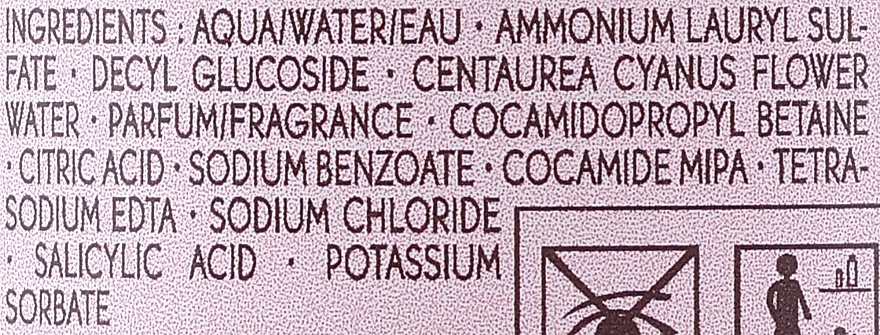 INGREDIENTS : AQUA/WATER/EAU · AMMONIUM LAURYL SUL-
FATE · DECYL GLUCOSIDE · CENTAUREA CYANUS FLOWER
WATER · PARFUM/FRAGRANCE · COCAMIDOPROPYL BETAINE
· CITRIC ACID · SODIUM BENZOATE · COCAMIDE MIPA · TETRA-
SODIUM EDTA · SODIUM CHLORIDE
· SALICYLIC ACID · POTASSIUM
SORBATE